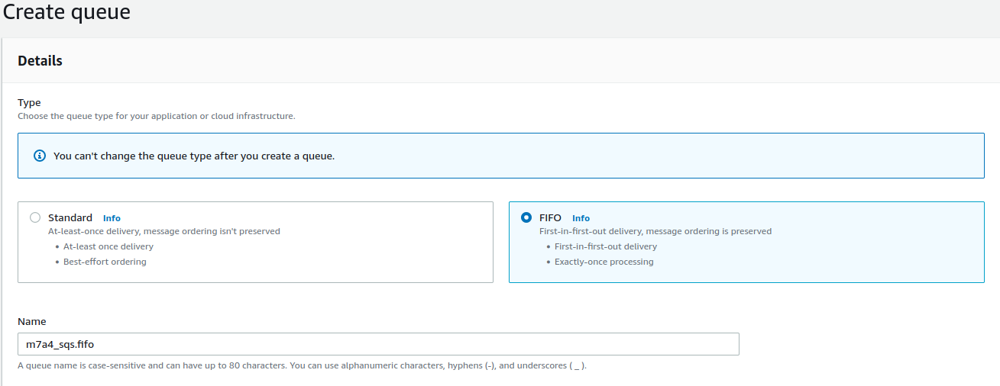 Create queue
Details
Type
Choose the queue type for your application or cloud infrastructure.
You can't change the queue type after you create a queue.
Standard Info
At-least-once delivery, message ordering isn't preserved
• At-least once delivery
• Best-effort ordering
FIFO Info
First-in-first-out delivery, message ordering is preserved
• First-in-first-out delivery
• Exactly-once processing
Name
m7a4_sqs.fifo
A queue name is case-sensitive and can have up to 80 characters. You can use alphanumeric characters, hyphens (-), and underscores ( _ ).